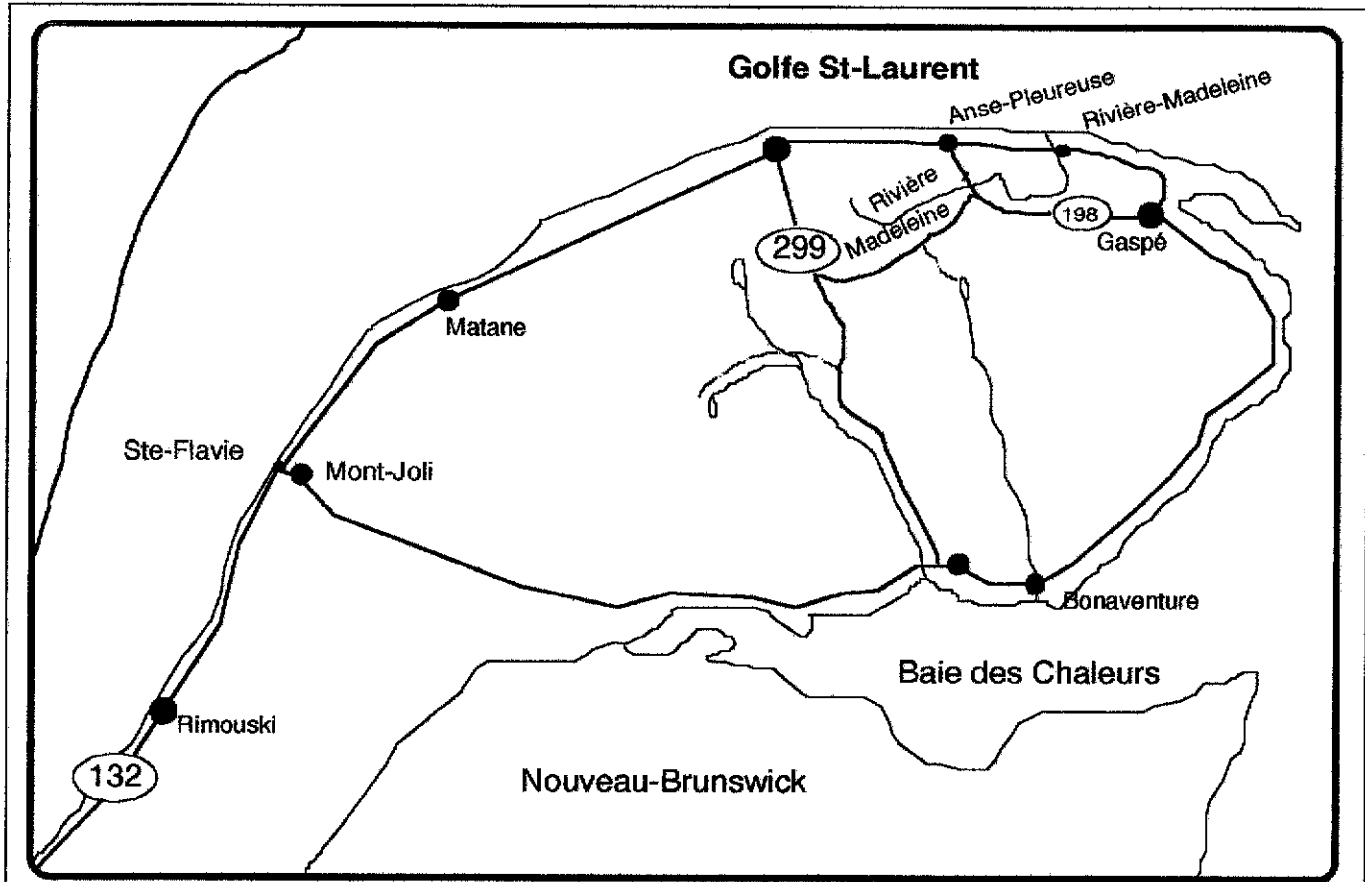 Golfe St-Laurent
Anse-Pleureuse
Rivière-Madeleine
Rivière
Madeleine
198
Gaspé
299
Matane
Ste-Flavie
Mont-Joli
Bonaventure
Baie des Chaleurs
Rimouski
132
Nouveau-Brunswick